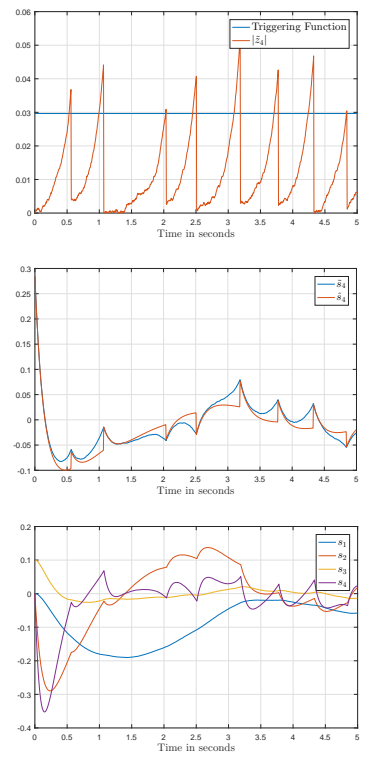 0.06
0.05
0.04
0.03
0.02
0.01
0
Triggering Function
|z̃₄|
0 0.5 1 1.5 2 2.5 3 3.5 4 4.5 5
Time in seconds
0.3
0.25
0.2
0.15
0.1
0.05
0
-0.05
-0.1
s̄₄
ŝ₄
0 0.5 1 1.5 2 2.5 3 3.5 4 4.5 5
Time in seconds
0.2
0.1
0
-0.1
-0.2
-0.3
-0.4
s₁
s₂
s₃
s₄
0 0.5 1 1.5 2 2.5 3 3.5 4 4.5 5
Time in seconds